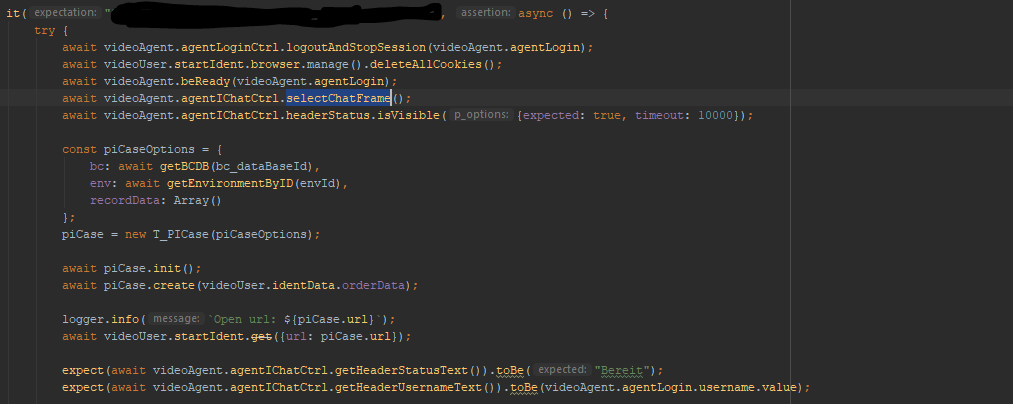 it( expectation: " , assertion: async () => {
try {
await videoAgent.agentLoginCtrl.logoutAndStopSession(videoAgent.agentLogin);
await videoUser.startIdent.browser.manage().deleteAllCookies();
await videoAgent.beReady(videoAgent.agentLogin);
await videoAgent.agentIChatCtrl.selectChatFrame();
await videoAgent.agentIChatCtrl.headerStatus.isVisible( p_options: {expected: true, timeout: 10000});
const piCaseOptions = {
bc: await getBCDB(bc_dataBaseId),
env: await getEnvironmentByID(envId),
recordData: Array()
};
piCase = new T_PICase(piCaseOptions);
await piCase.init();
await piCase.create(videoUser.identData.orderData);
logger.info( message: `Open url: ${piCase.url}`);
await videoUser.startIdent.get({url: piCase.url});
expect(await videoAgent.agentIChatCtrl.getHeaderStatusText()).toBe( expected: "Bereit");
expect(await videoAgent.agentIChatCtrl.getHeaderUsernameText()).toBe(videoAgent.agentLogin.username.value);